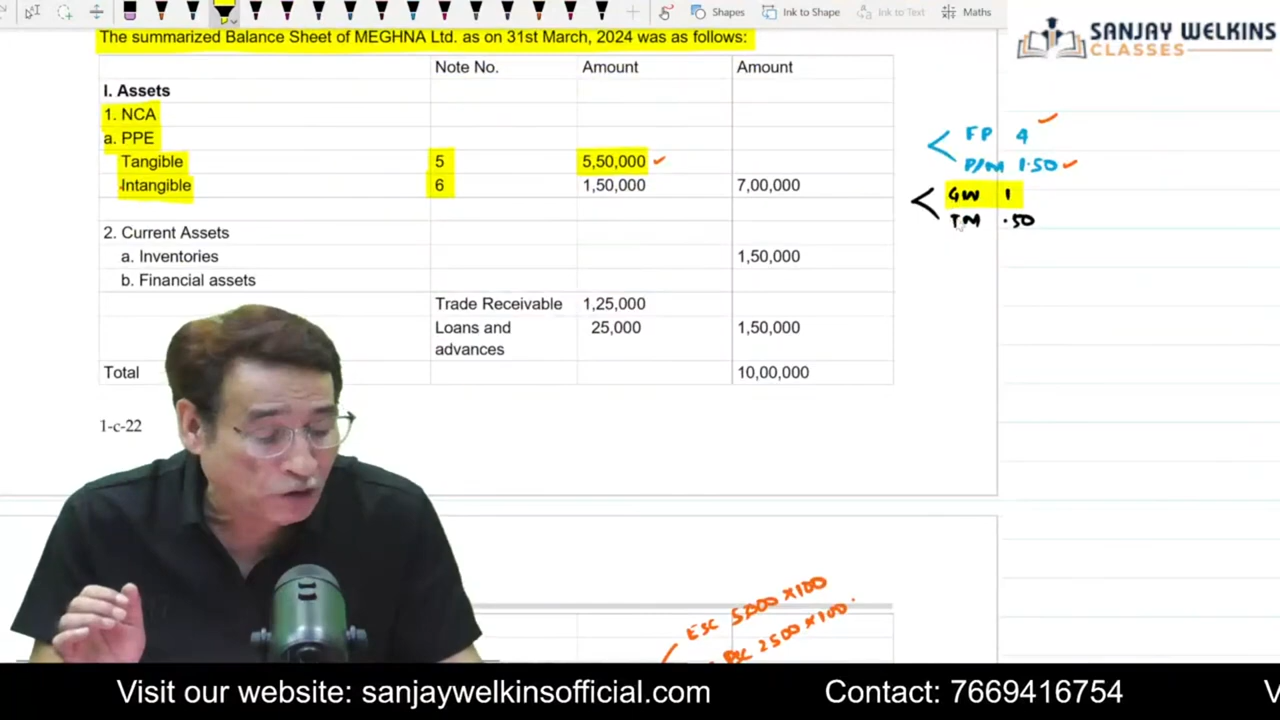 Shapes Ink to Shape Ink to Text Maths
SANJAY WELKINS
CLASSES
The summarized Balance Sheet of MEGHNA Ltd. as on 31st March, 2024 was as follows:
Note No. Amount Amount
I. Assets
1. NCA
a. PPE
Tangible 5 5,50,000
Intangible 6 1,50,000 7,00,000
2. Current Assets
a. Inventories 1,50,000
b. Financial assets
Trade Receivable 1,25,000
Loans and advances 25,000 1,50,000
Total 10,00,000
FP 4
P/M 1.50
GW 1
TM .50
1-c-22
ESC 5000 x 100
PSC 2500 x 100
Visit our website: sanjaywelkinsofficial.com Contact: 7669416754 V